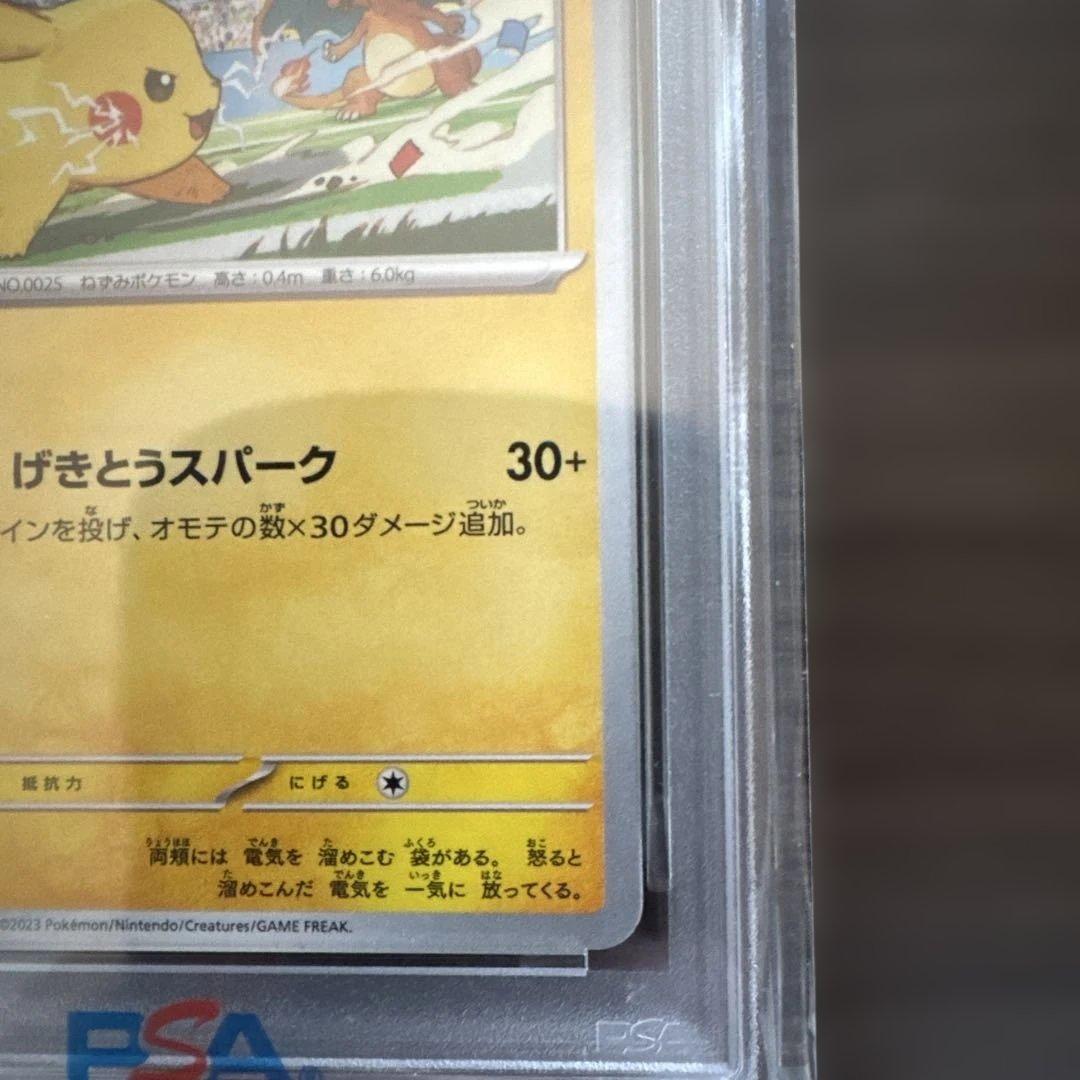 NO.0025 ねずみポケモン 高さ:0.4m 重さ:6.0kg
げきとうスパーク 30+
インを投げ、オモテの数×30ダメージ追加。
抵抗力 にげる
両頬には 電気を 溜めこむ 袋がある。 怒ると
溜めこんだ 電気を 一気に 放ってくる。
©2023 Pokémon/Nintendo/Creatures/GAME FREAK.
PSA PSA